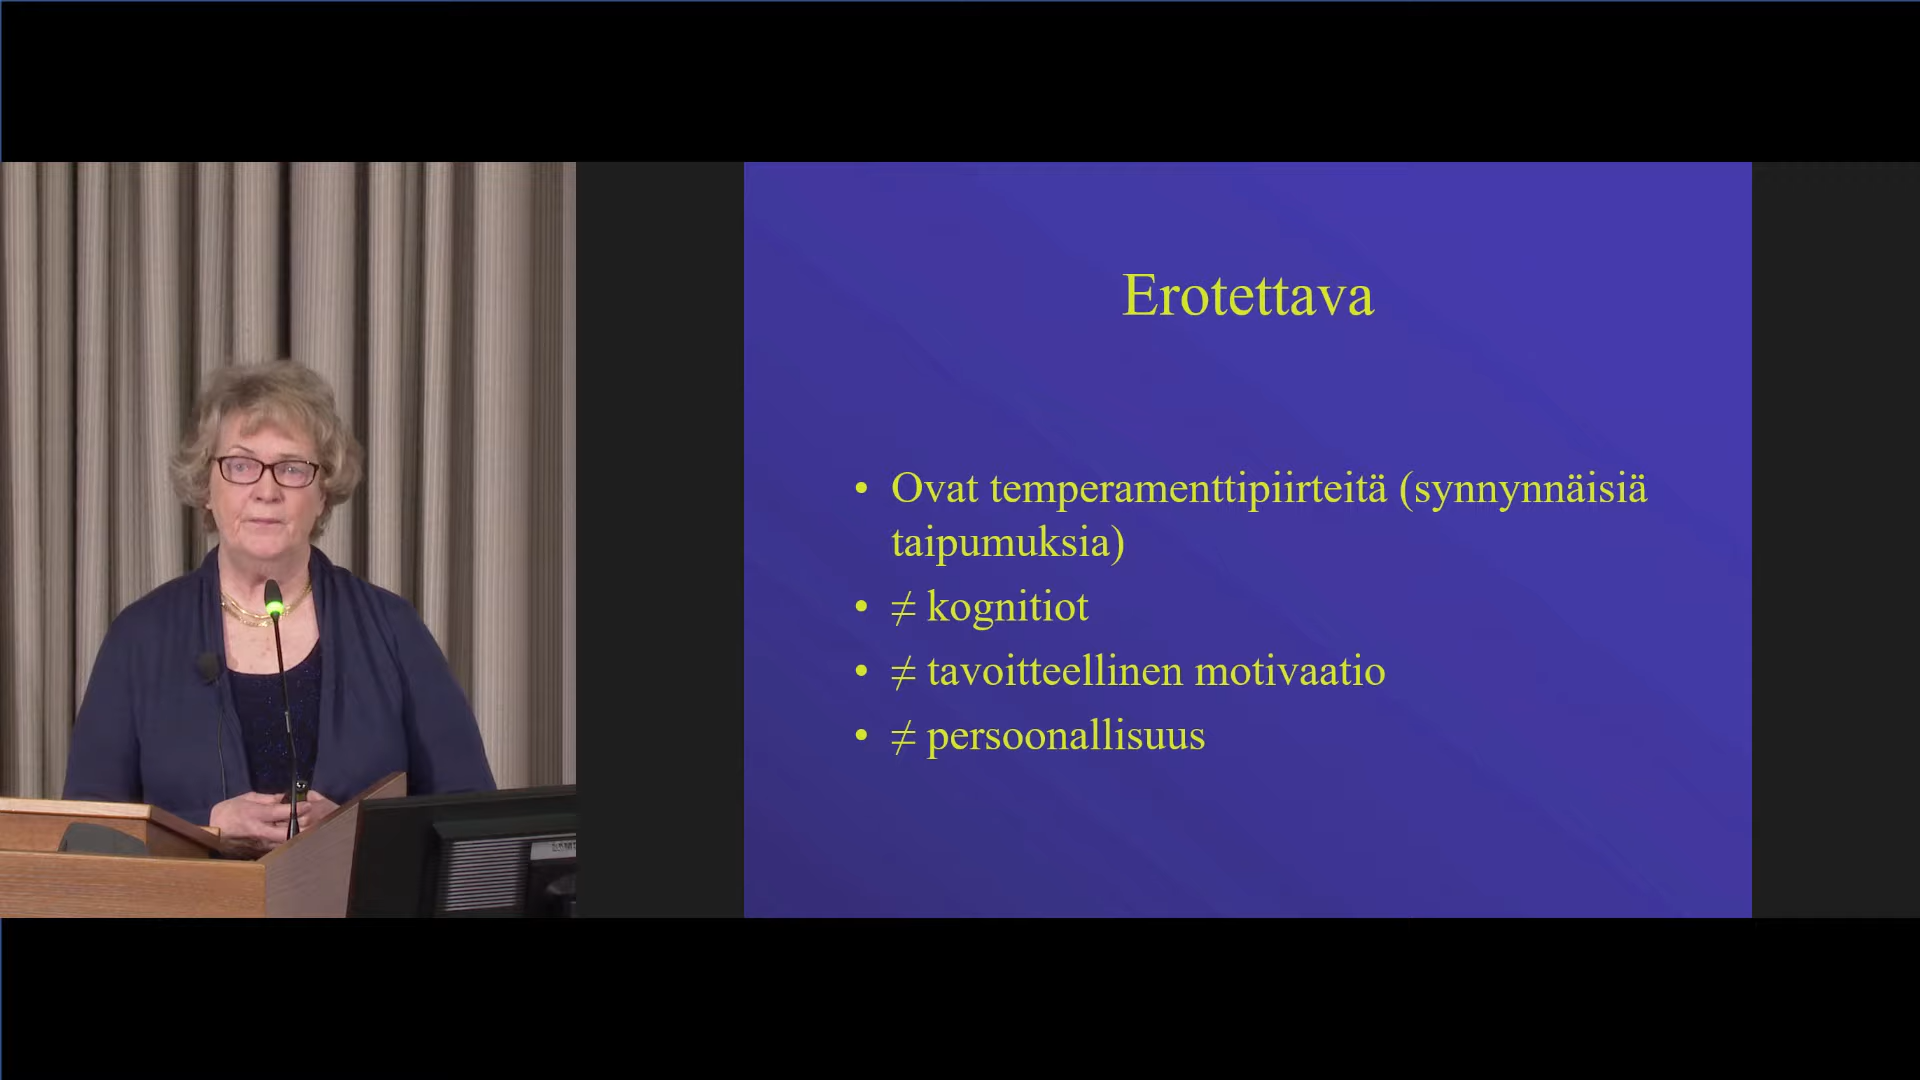 Erotettava
• Ovat temperamenttipiirteitä (synnynnäisiä
taipumuksia)
• ≠ kognitiot
• ≠ tavoitteellinen motivaatio
• ≠ persoonallisuus